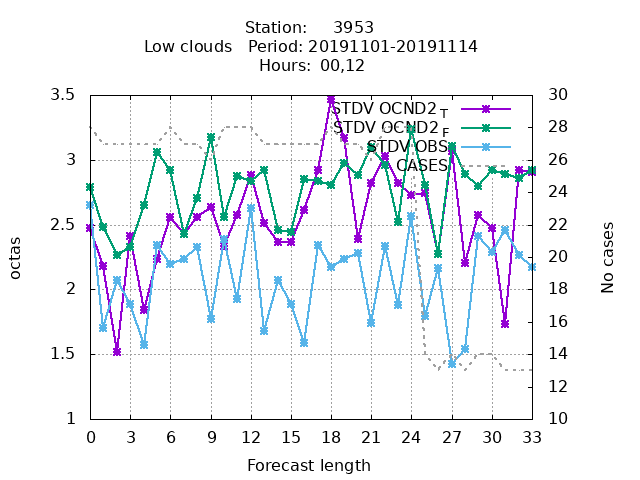 Station: 3953
Low clouds Period: 20191101-20191114
Hours: 00,12
3.5
3
2.5
2
1.5
1
30
28
26
24
22
20
18
16
14
12
10
octas
No cases
STDV OCND2 T
STDV OCND2 F
STDV OBS
CASES
0 3 6 9 12 15 18 21 24 27 30 33
Forecast length